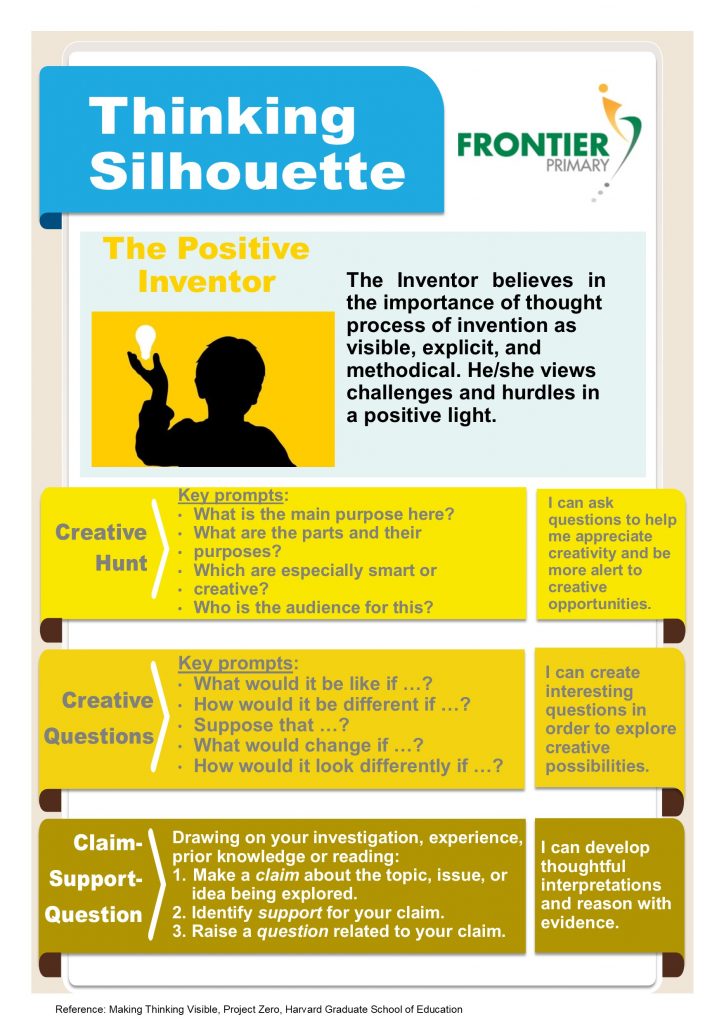 Thinking
Silhouette
FRONTIER
PRIMARY
The Positive
Inventor
The Inventor believes in
the importance of thought
process of invention as
visible, explicit, and
methodical. He/she views
challenges and hurdles in
a positive light.
Creative
Hunt
Key prompts:
• What is the main purpose here?
• What are the parts and their
• purposes?
• Which are especially smart or
• creative?
• Who is the audience for this?
I can ask
questions to help
me appreciate
creativity and be
more alert to
creative
opportunities.
Creative
Questions
Key prompts:
• What would it be like if …?
• How would it be different if …?
• Suppose that …?
• What would change if …?
• How would it look differently if …?
I can create
interesting
questions in
order to explore
creative
possibilities.
Claim-
Support-
Question
Drawing on your investigation, experience,
prior knowledge or reading:
1. Make a claim about the topic, issue, or
idea being explored.
2. Identify support for your claim.
3. Raise a question related to your claim.
I can develop
thoughtful
interpretations
and reason with
evidence.
Reference: Making Thinking Visible, Project Zero, Harvard Graduate School of Education